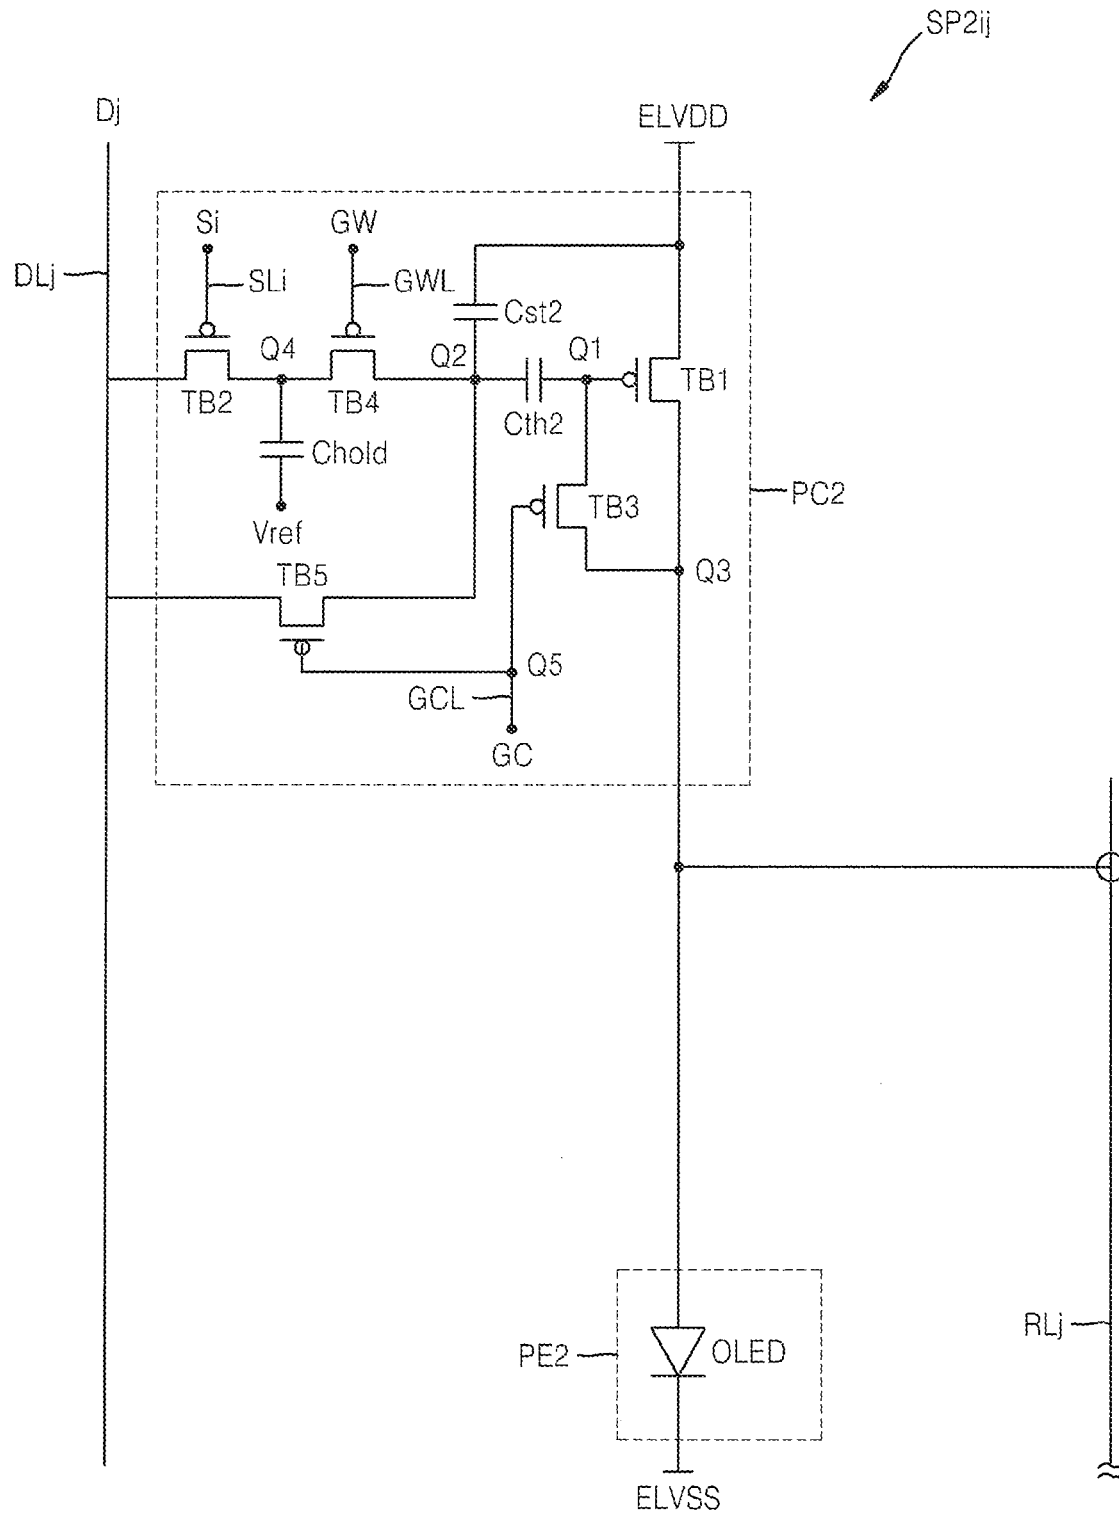 SP2ij
Dj
ELVDD
Si
GW
DLj
SLi
GWL
Cst2
Q4
Q2
Q1
TB1
TB2
TB4
Cth2
Chold
PC2
TB3
Vref
TB5
Q3
Q5
GCL
GC
RLj
PE2
OLED
ELVSS